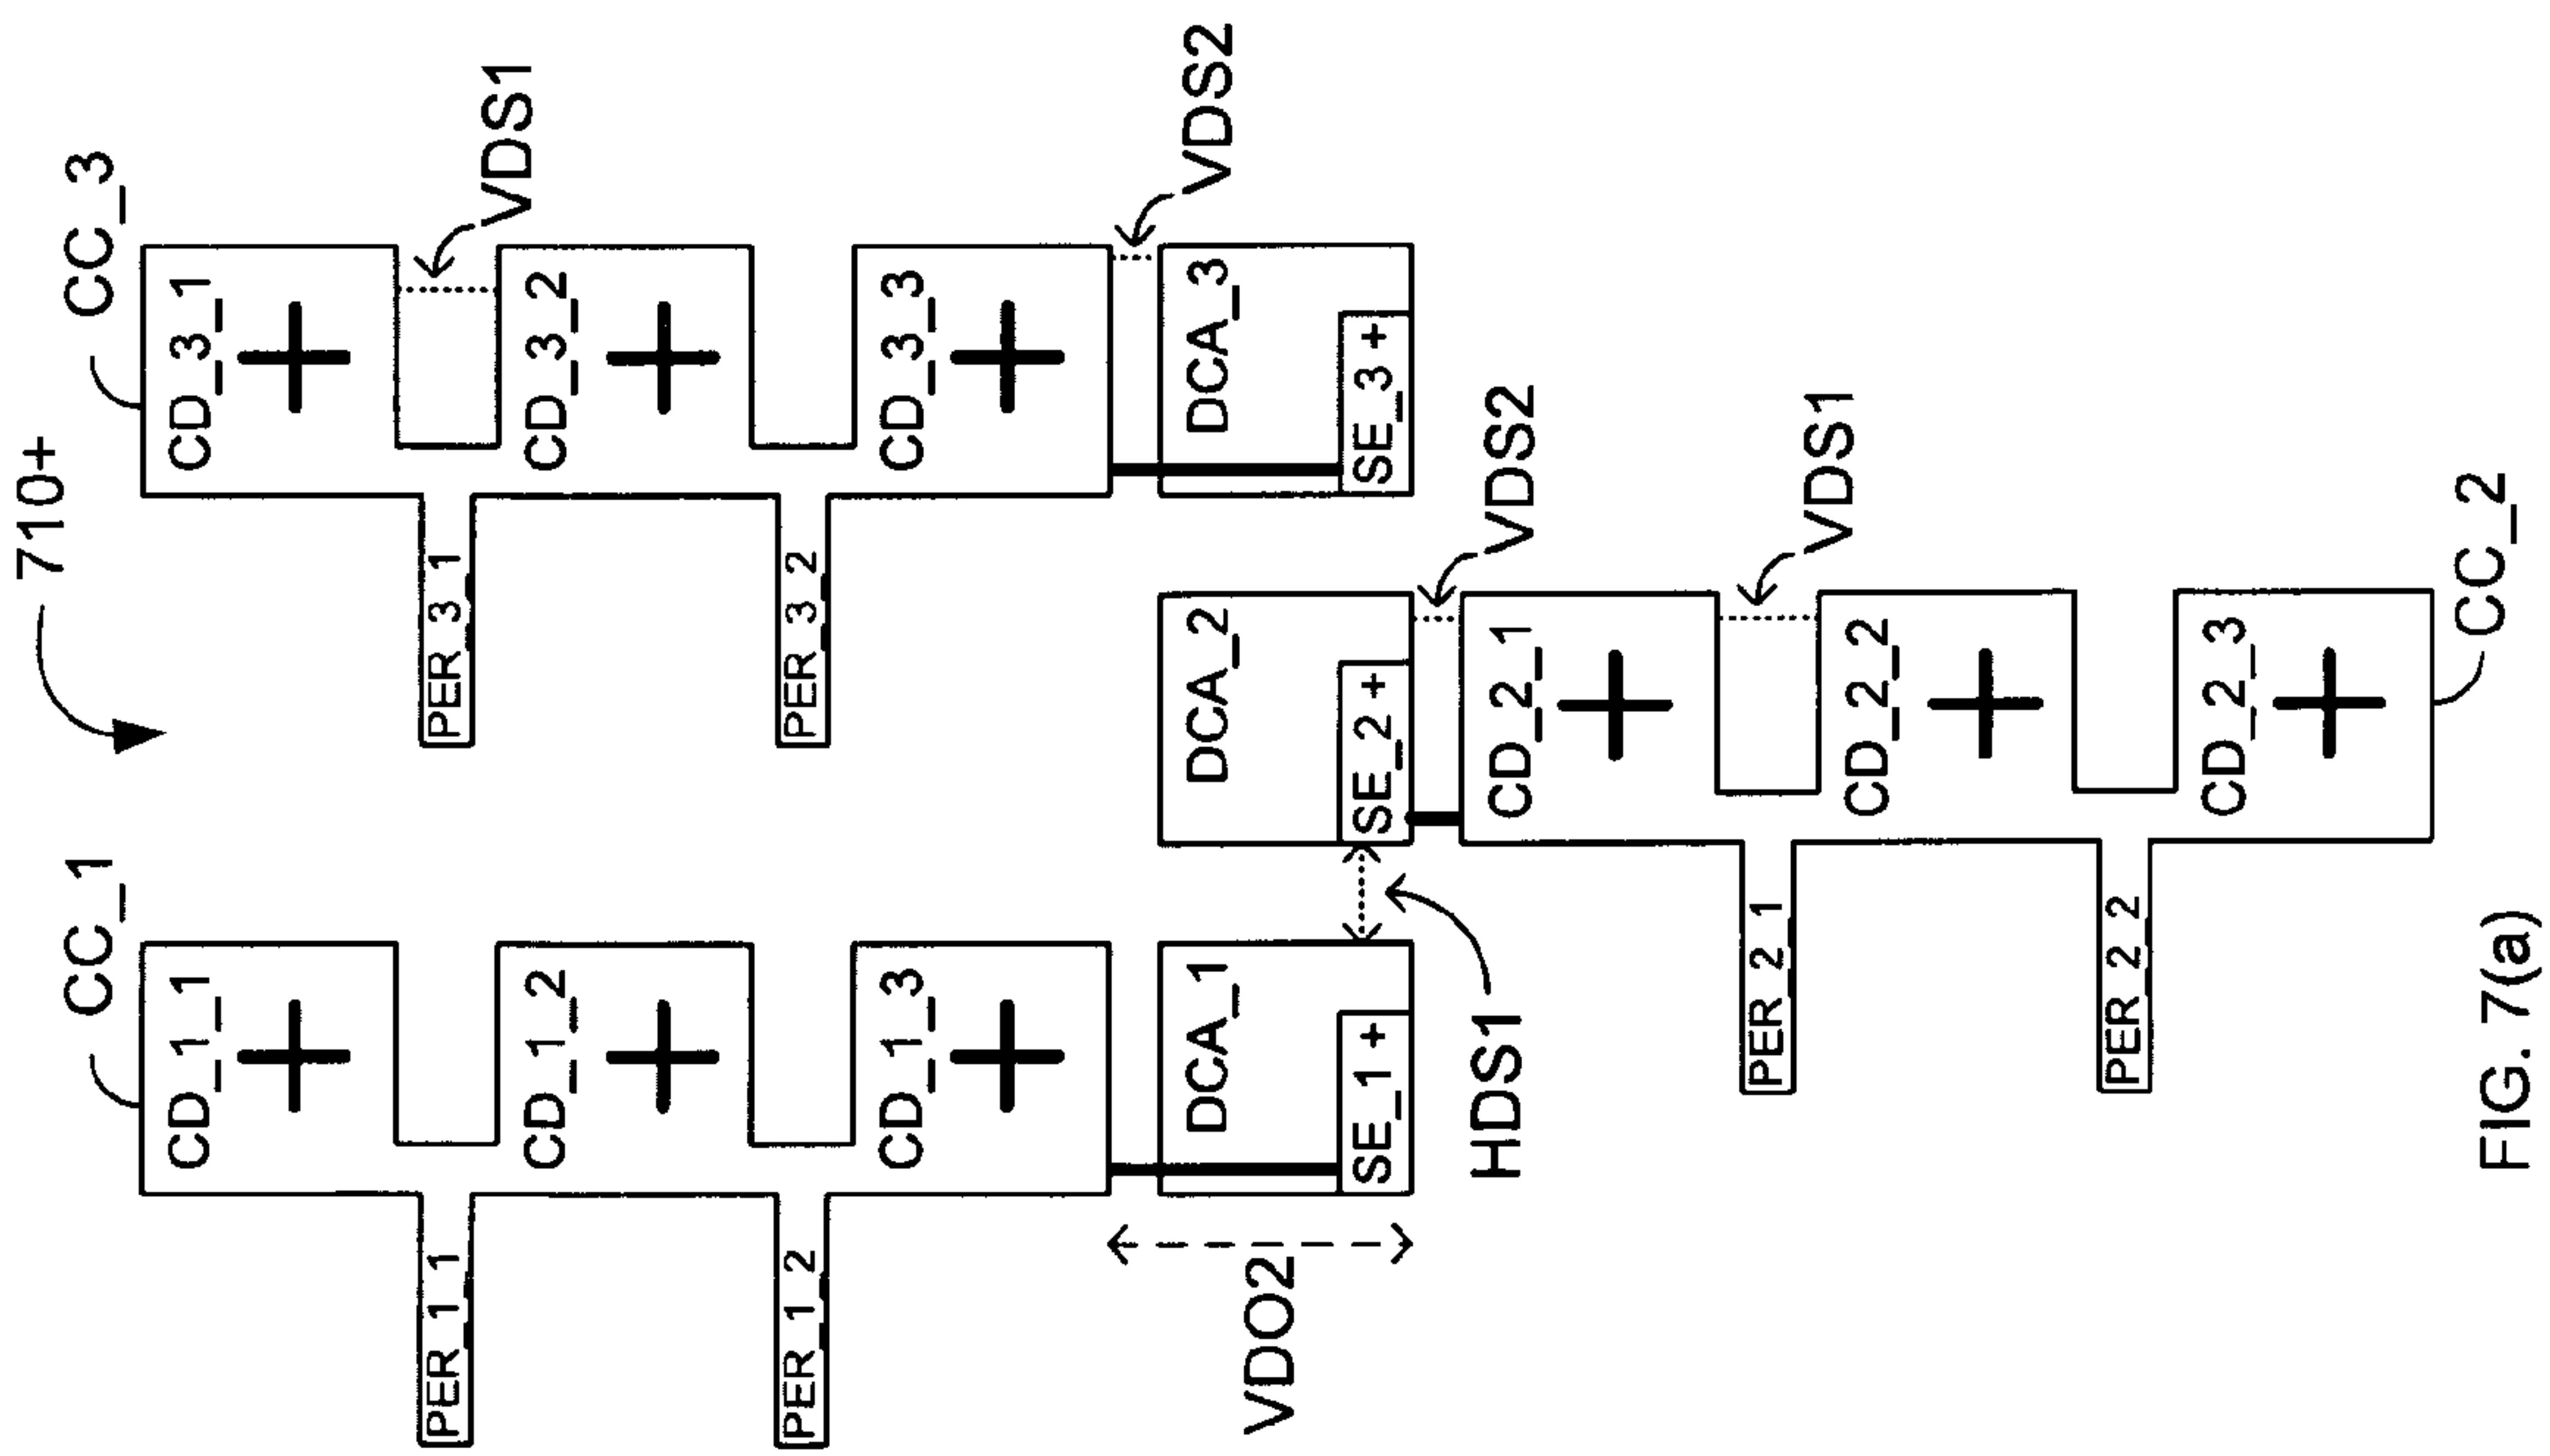 710+
CC_1
CC_3
CD_1_1
CD_3_1
VDS1
PER_1_1
PER_3_1
CD_1_2
CD_3_2
PER_1_2
PER_3_2
CD_1_3
CD_3_3
VDS2
VDO2
DCA_1
DCA_2
DCA_3
SE_1 +
SE_2 +
SE_3 +
HDS1
VDS2
CD_2_1
PER_2_1
VDS1
CD_2_2
PER_2_2
CD_2_3
CC_2
FIG. 7(a)